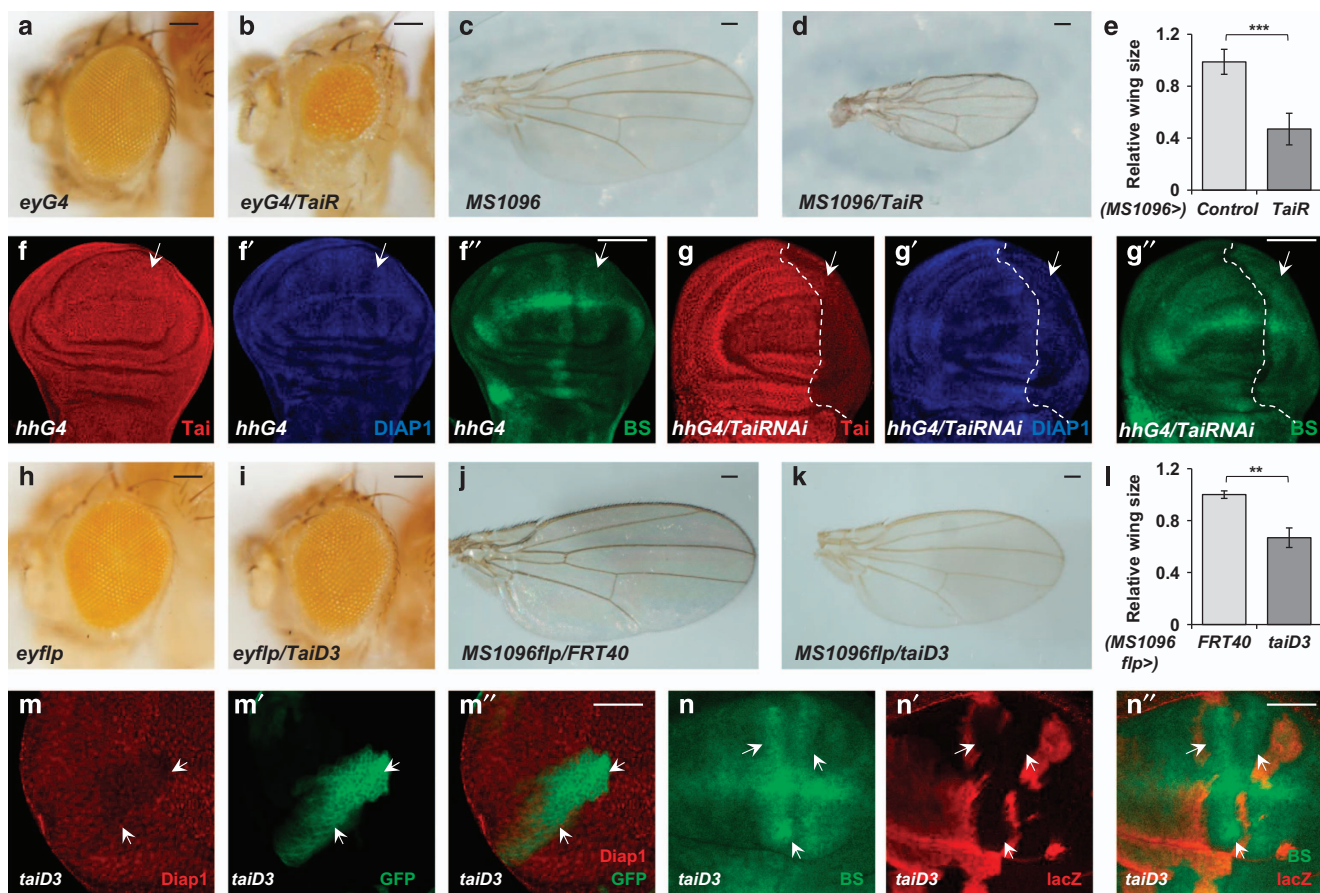 a
eyG4
b
eyG4/TaiR
c
MS1096
d
MS1096/TaiR
e
***
Relative wing size
1.2
0.8
0.4
0
(MS1096>) Control TaiR
f
hhG4 Tai
f′
hhG4 DIAP1
f′′
hhG4 BS
g
hhG4/TaiRNAi Tai
g′
hhG4/TaiRNAi DIAP1
g′′
hhG4/TaiRNAi BS
h
eyflp
i
eyflp/TaiD3
j
MS1096flp/FRT40
k
MS1096flp/taiD3
l
**
Relative wing size
1.2
0.8
0.4
0
(MS1096 FRT40 taiD3
flp>)
m
taiD3 Diap1
m′
taiD3 GFP
m′′
Diap1
taiD3 GFP
n
taiD3 BS
n′
taiD3 lacZ
n′′
BS
taiD3 lacZ